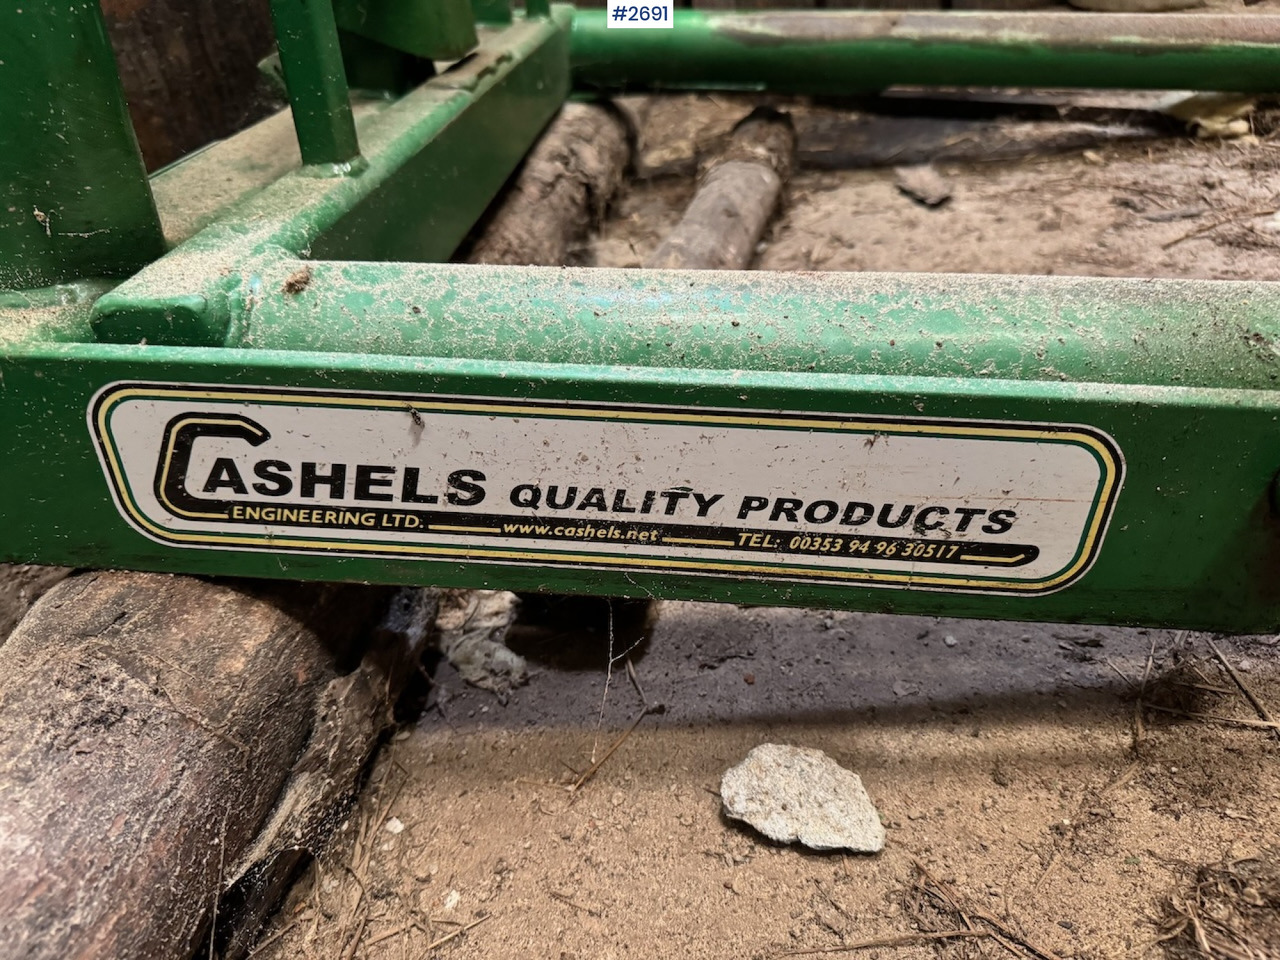 #2691
CASHELS QUALITY PRODUCTS
ENGINEERING LTD. www.cashels.net TEL: 00353 94 96 30517